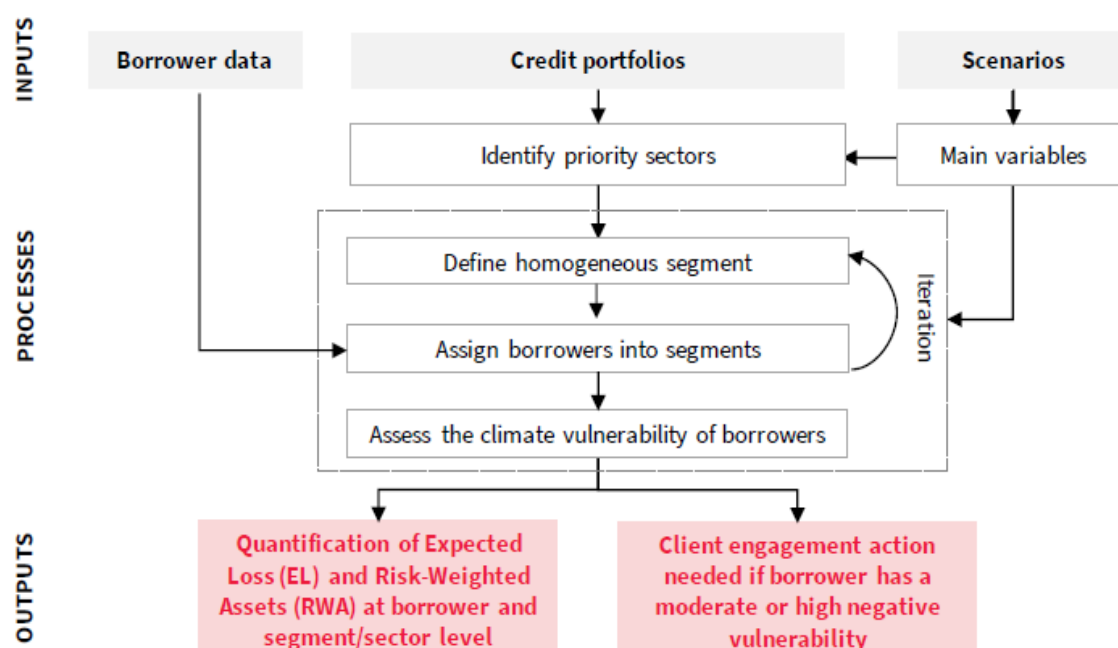 INPUTS
Borrower data
Credit portfolios
Scenarios
Identify priority sectors
Main variables
PROCESSES
Define homogeneous segment
Iteration
Assign borrowers into segments
Assess the climate vulnerability of borrowers
OUTPUTS
Quantification of Expected
Loss (EL) and Risk-Weighted
Assets (RWA) at borrower and
segment/sector level
Client engagement action
needed if borrower has a
moderate or high negative
vulnerability